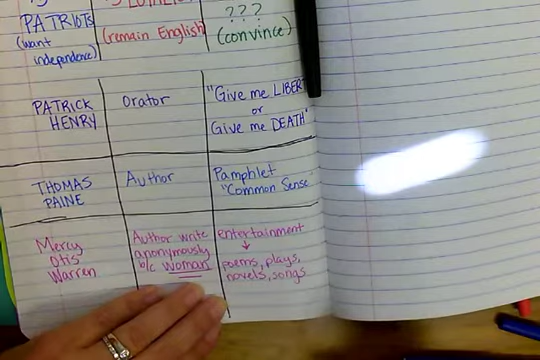 PATRIOTS
(want
independence)
(remain English)
???
(convince)
PATRICK
HENRY
Orator
"Give me LIBERT
or
Give me DEATH"
THOMAS
PAINE
Author
Pamphlet
"Common Sense"
Mercy
Otis
Warren
Author write
anonymously
b/c Woman
entertainment
poems, plays,
novels, songs